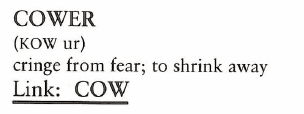 COWER
(KOW ur)
cringe from fear; to shrink away
Link: COW